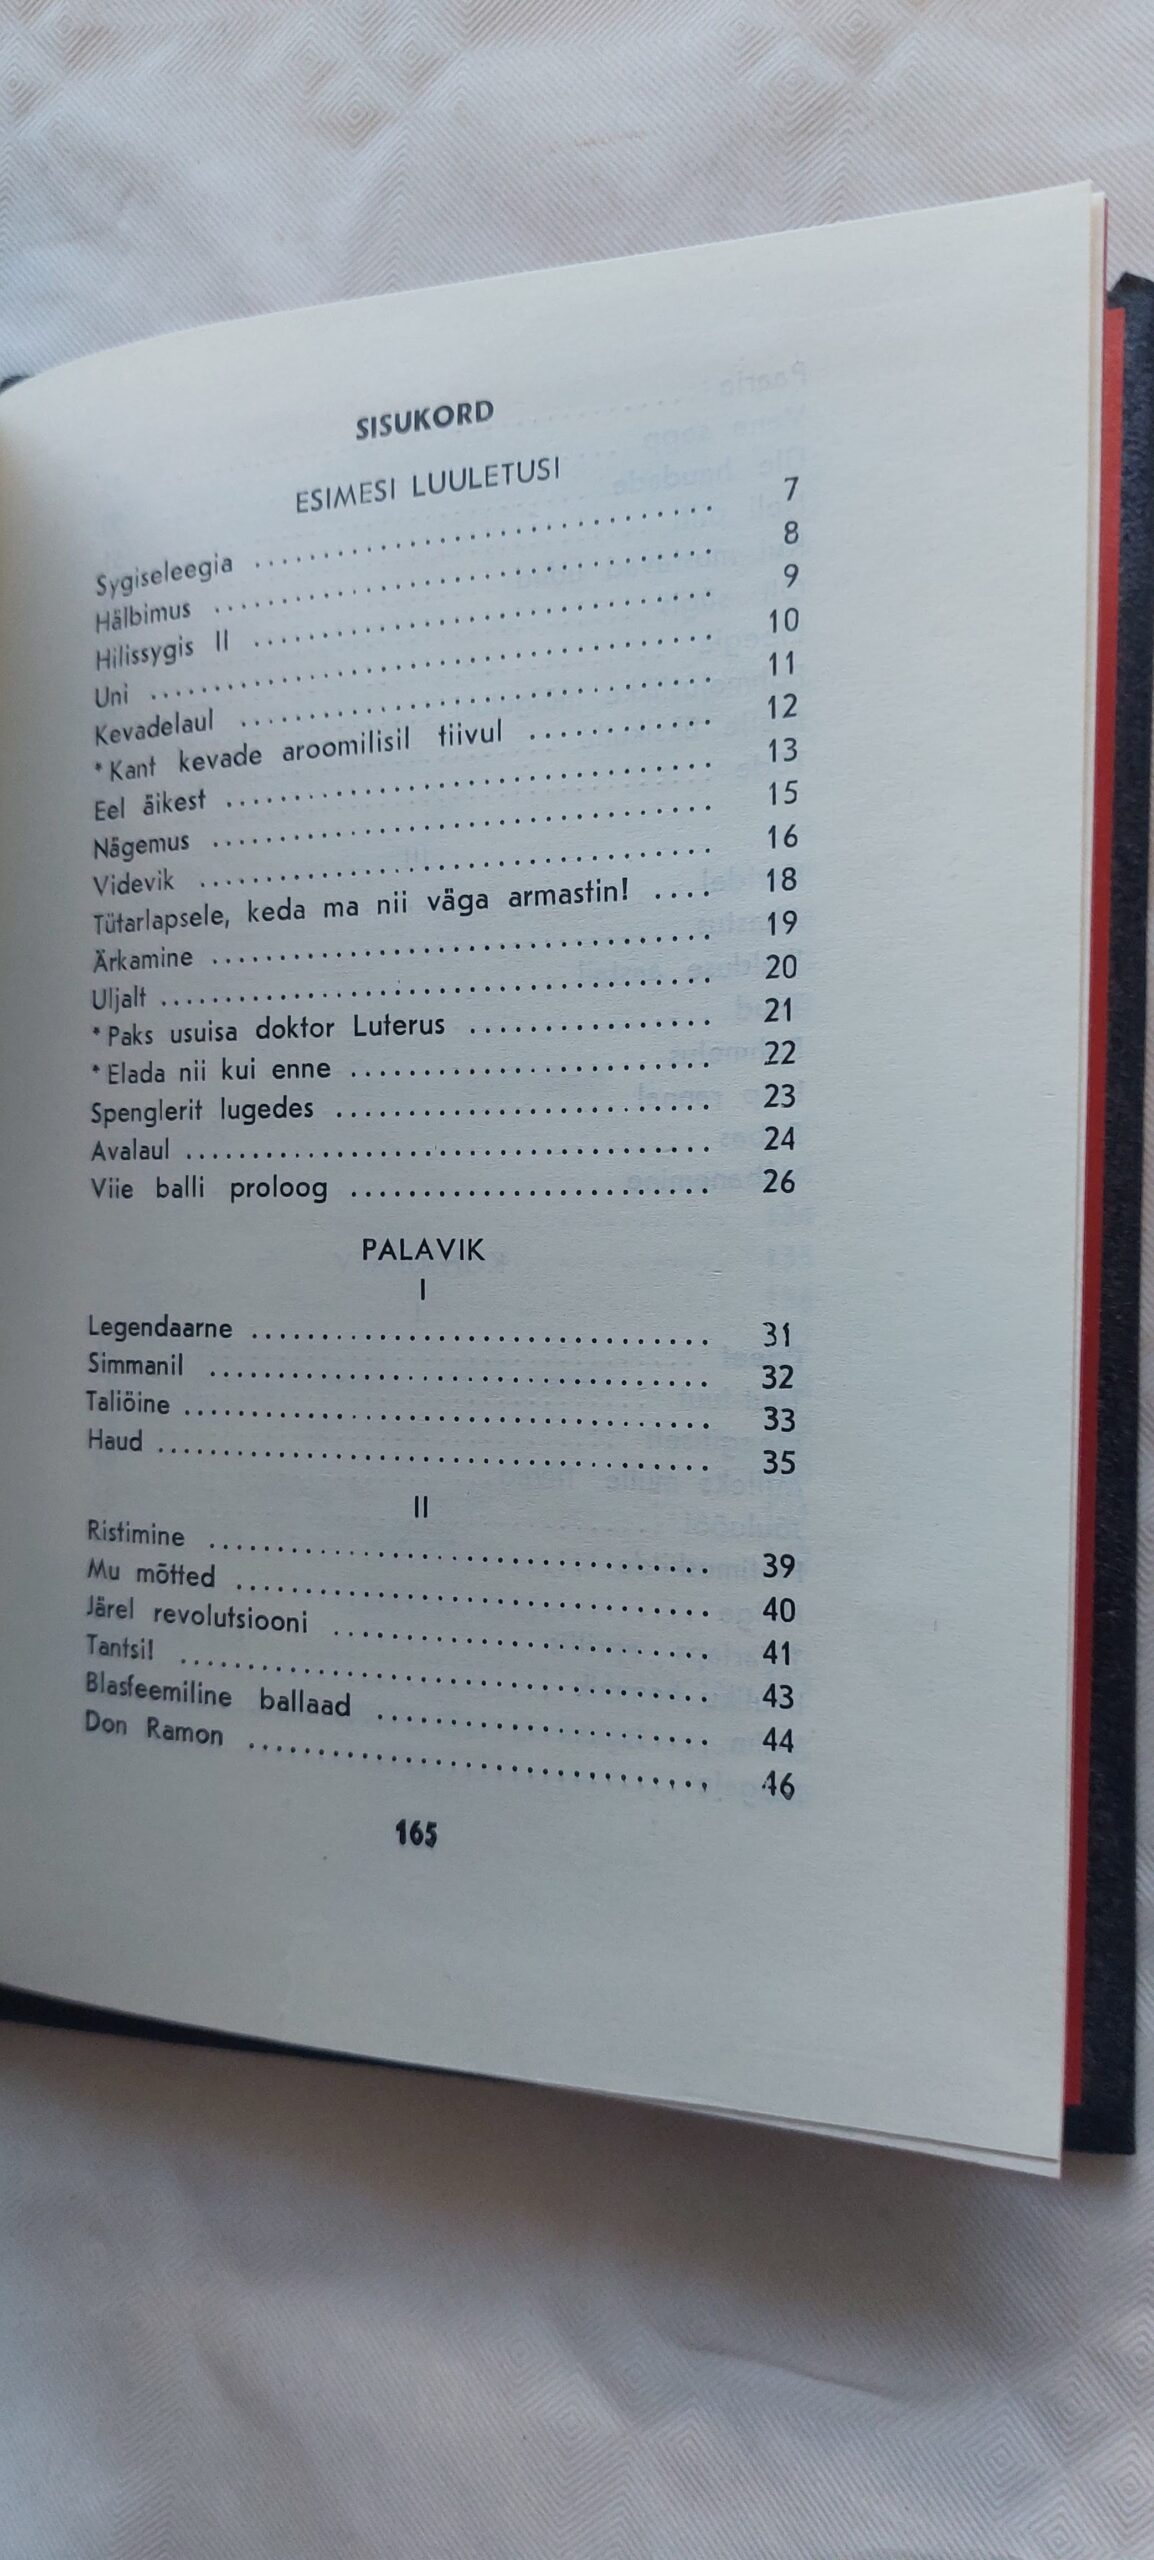 SISUKORD
ESIMESI LUULETUSI
Sygiseleegia 7
Hälbimus 8
Hilissygis II 9
Uni 10
Kevadelaul 11
*Kant kevade aroomilisil tiivul 12
Eel äikest 13
Nägemus 15
Videvik 16
Tütarlapsele, keda ma nii väga armastin! 18
Ärkamine 19
Uljalt 20
*Paks usuisa doktor Luterus 21
*Elada nii kui enne 22
Spenglerit lugedes 23
Avalaul 24
Viie balli proloog 26
PALAVIK
I
Legendaarne 31
Simmanil 32
Taliöine 33
Haud 35
II
Ristimine 39
Mu mõtted 40
Järel revolutsiooni 41
Tantsil 43
Blasfeemiline ballaad 44
Don Ramon 46
165